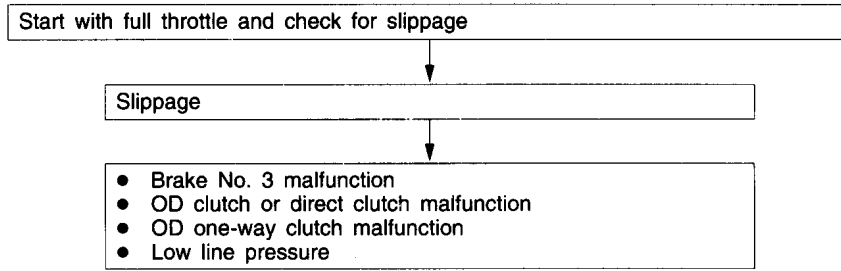 Start with full throttle and check for slippage
Slippage
● Brake No. 3 malfunction
● OD clutch or direct clutch malfunction
● OD one-way clutch malfunction
● Low line pressure